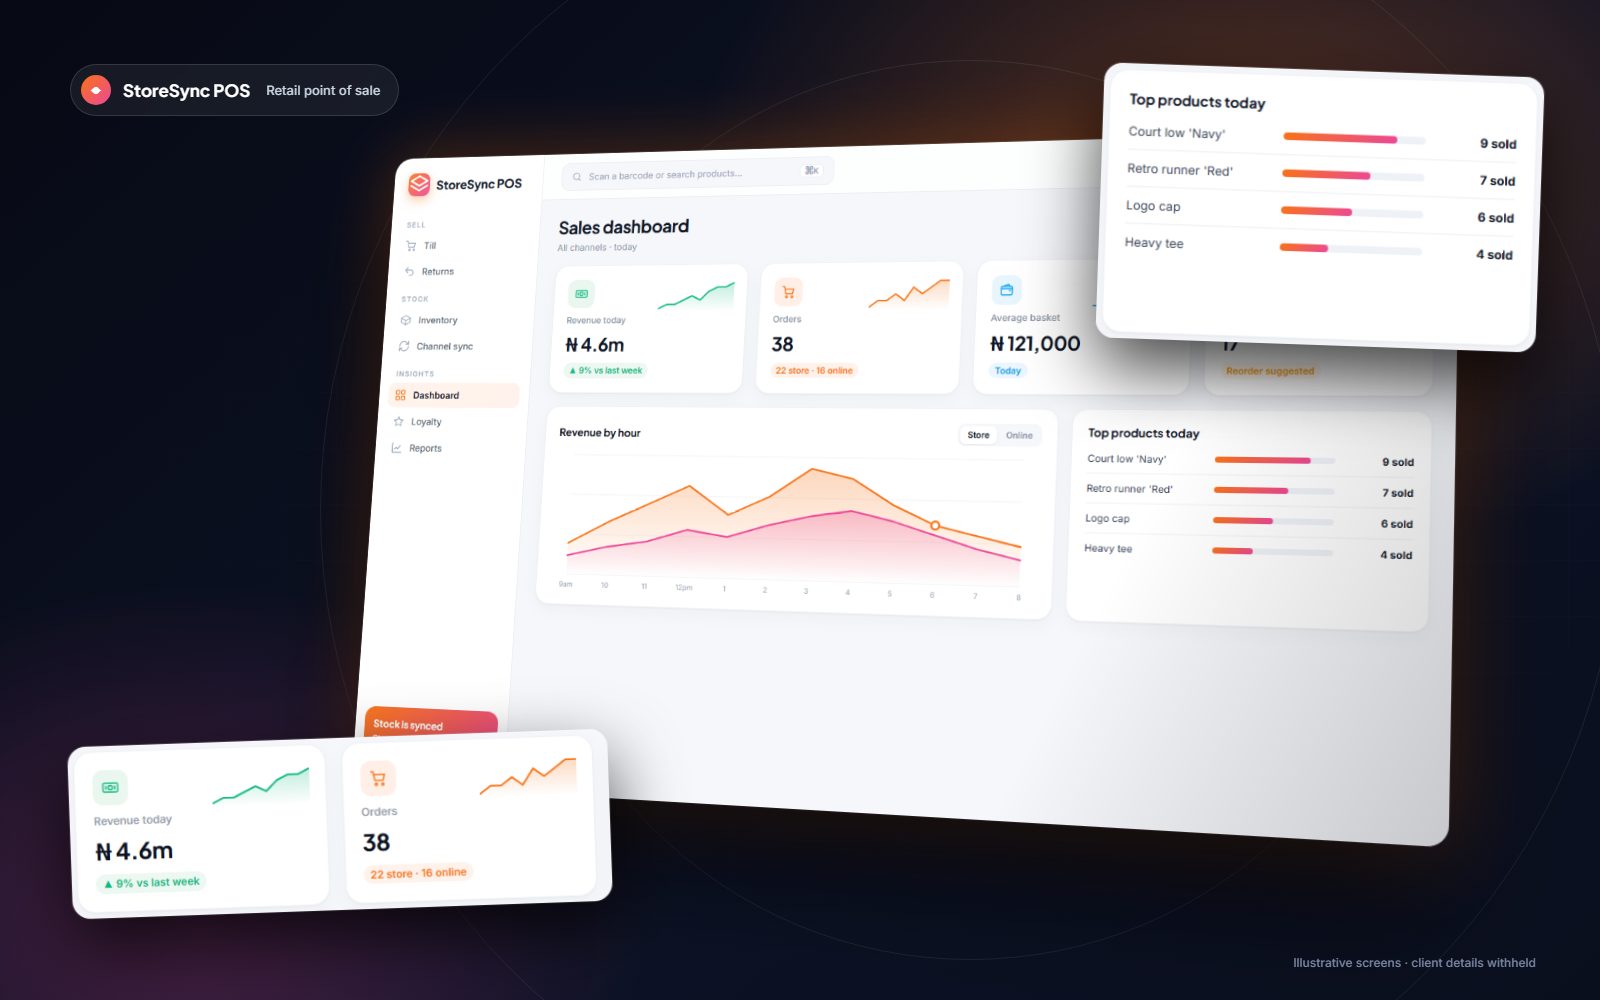 StoreSync POS Retail point of sale
StoreSync POS
Scan a barcode or search products... ⌘K
SELL
Till
Returns
STOCK
Inventory
Channel sync
INSIGHTS
Dashboard
Loyalty
Reports
Stock is synced
Sales dashboard
All channels · today
Revenue today
₦ 4.6m
▲ 9% vs last week
Orders
38
22 store · 16 online
Average basket
₦ 121,000
Today
17
Reorder suggested
Revenue by hour
Store Online
9am 10 11 12pm 1 2 3 4 5 6 7 8
Top products today
Court low 'Navy' 9 sold
Retro runner 'Red' 7 sold
Logo cap 6 sold
Heavy tee 4 sold
Top products today
Court low 'Navy' 9 sold
Retro runner 'Red' 7 sold
Logo cap 6 sold
Heavy tee 4 sold
Revenue today
₦ 4.6m
▲ 9% vs last week
Orders
38
22 store · 16 online
Illustrative screens · client details withheld